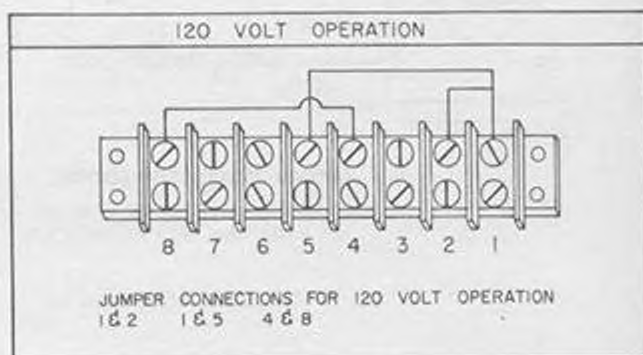 120 VOLT OPERATION
8 7 6 5 4 3 2 1
JUMPER CONNECTIONS FOR 120 VOLT OPERATION
1 & 2 1 & 5 4 & 8